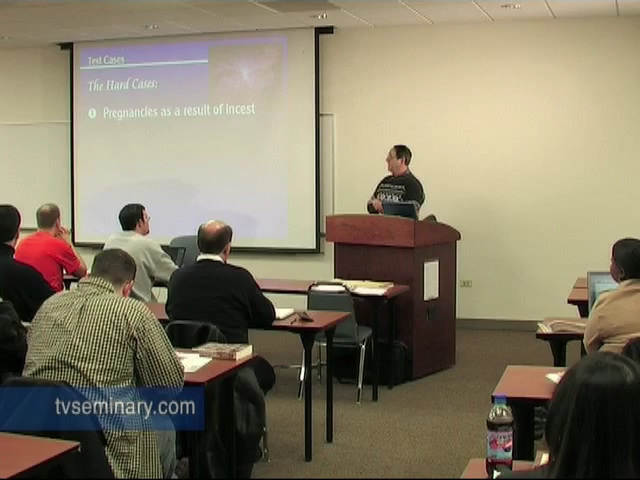 Test Cases
The Hard Cases:
Pregnancies as a result of Incest
tvseminary.com